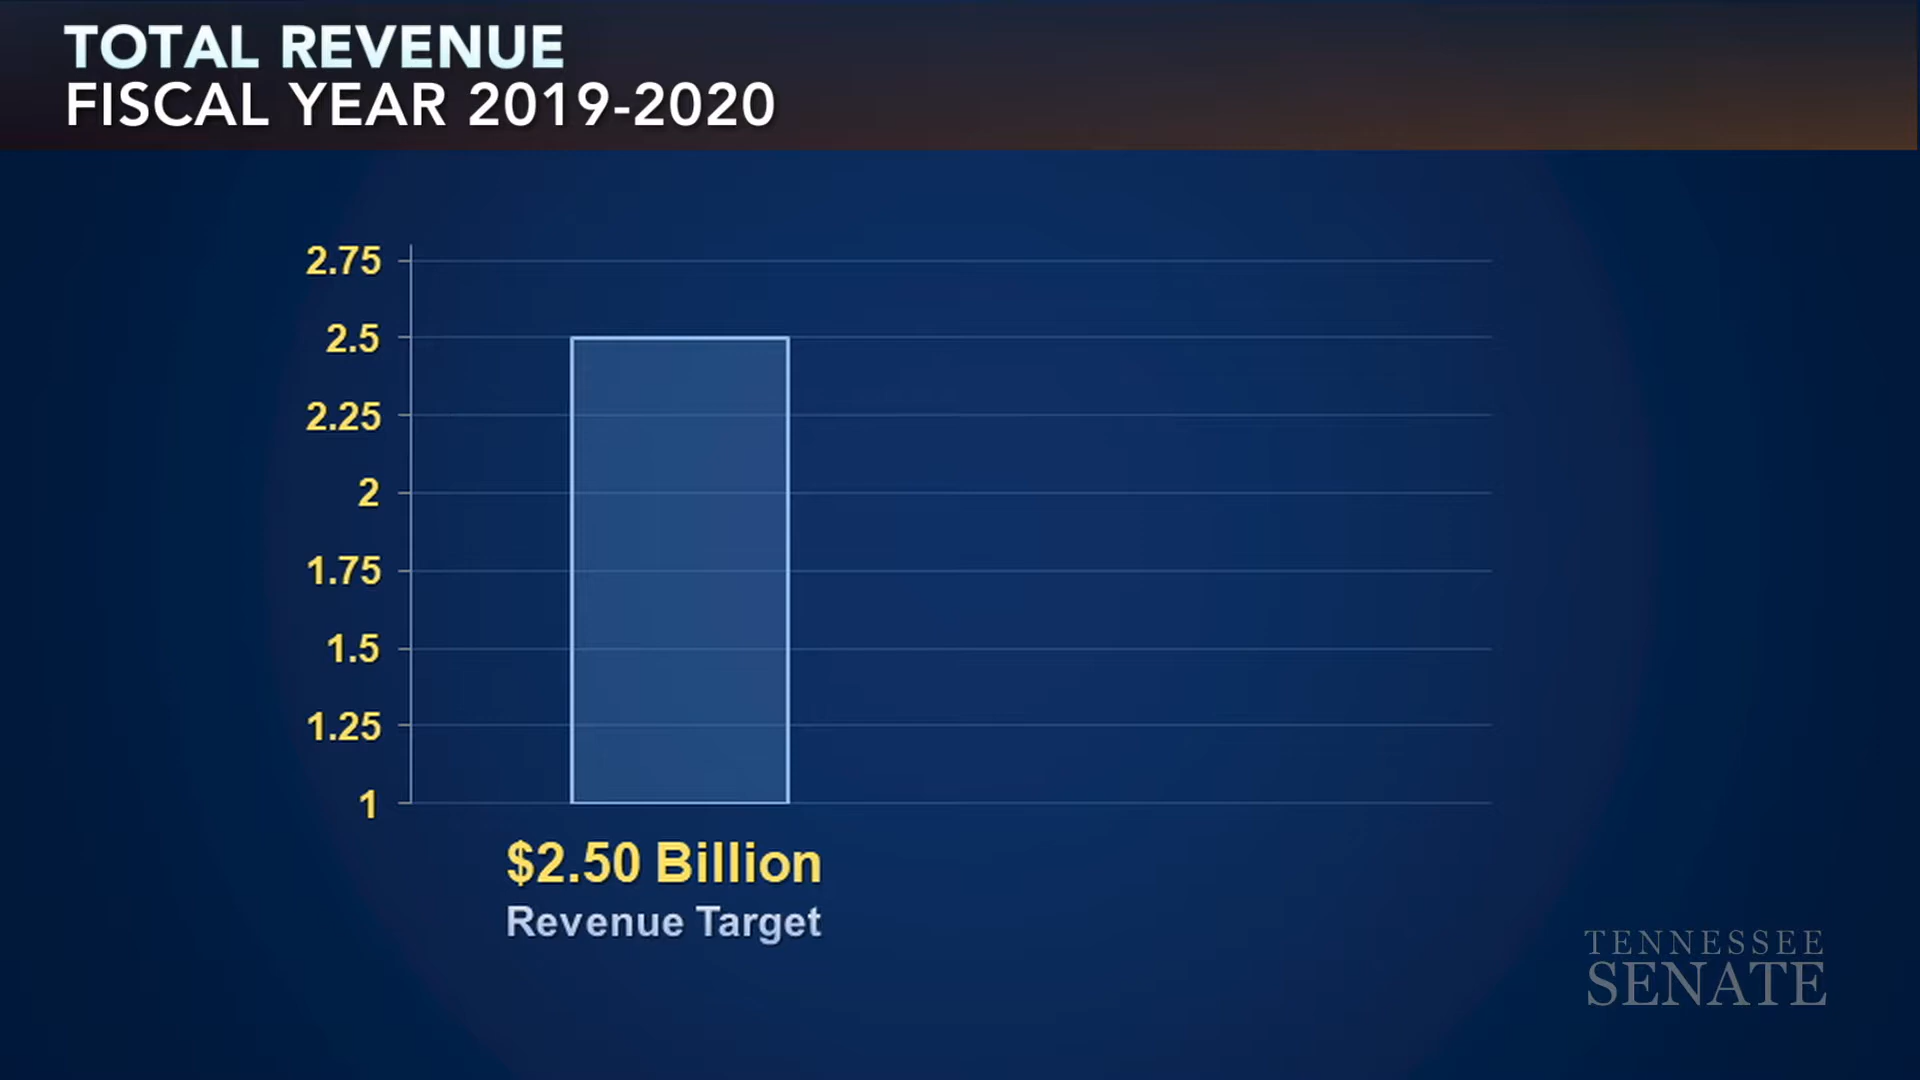 TOTAL REVENUE
FISCAL YEAR 2019-2020
2.75
2.5
2.25
2
1.75
1.5
1.25
1
$2.50 Billion
Revenue Target
TENNESSEE
SENATE